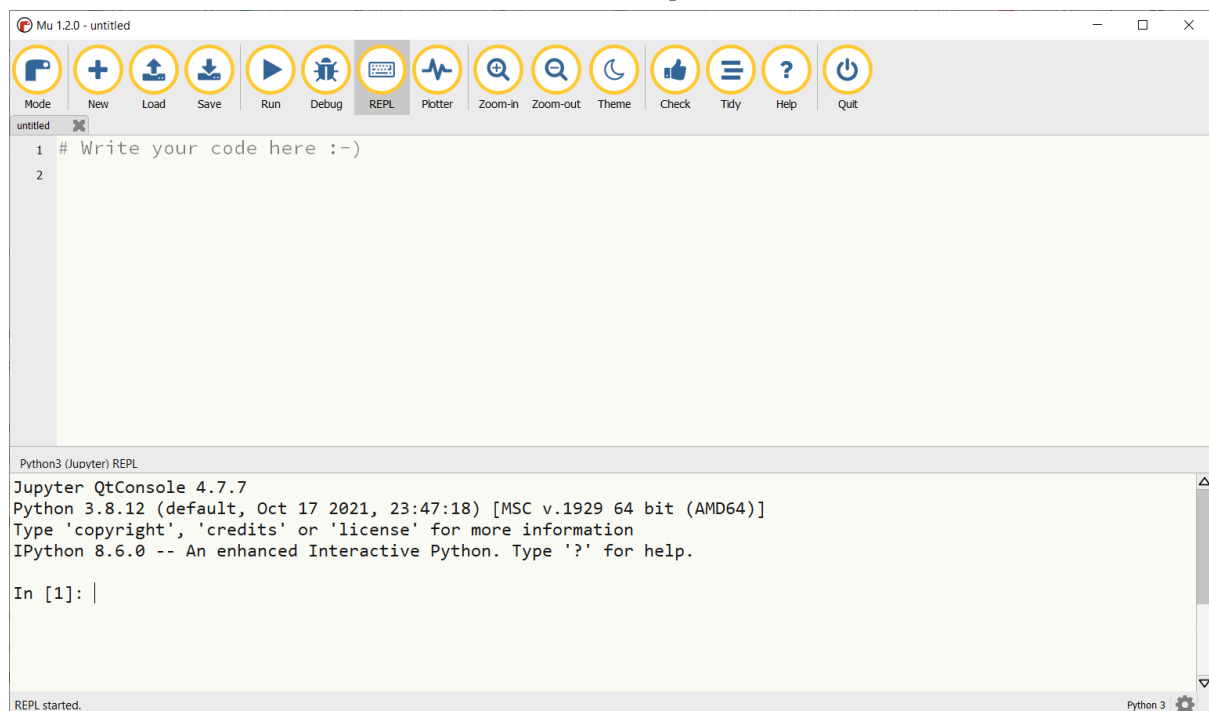 Mu 1.2.0 - untitled
Mode New Load Save Run Debug REPL Plotter Zoom-in Zoom-out Theme Check Tidy Help Quit
untitled
1 # Write your code here :-)
2
Python3 (Jupyter) REPL
Jupyter QtConsole 4.7.7
Python 3.8.12 (default, Oct 17 2021, 23:47:18) [MSC v.1929 64 bit (AMD64)]
Type 'copyright', 'credits' or 'license' for more information
IPython 8.6.0 -- An enhanced Interactive Python. Type '?' for help.
In [1]:
REPL started. Python 3